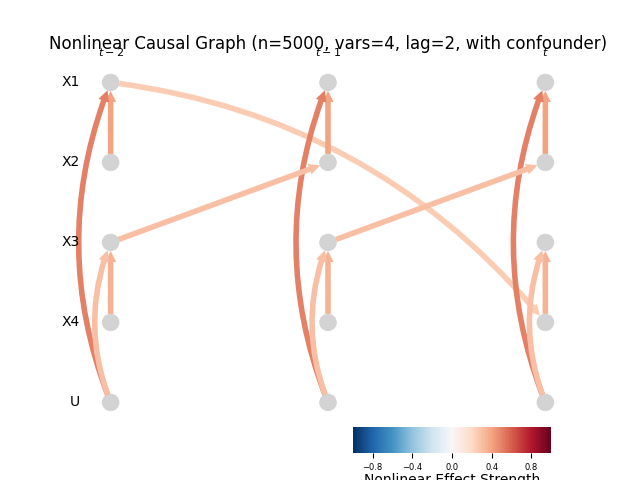 Nonlinear Causal Graph (n=5000, vars=4, lag=2, with confounder)
t − 2 t − 1 t
X1
X2
X3
X4
U
−0.8 −0.4 0.0 0.4 0.8
Nonlinear Effect Strength